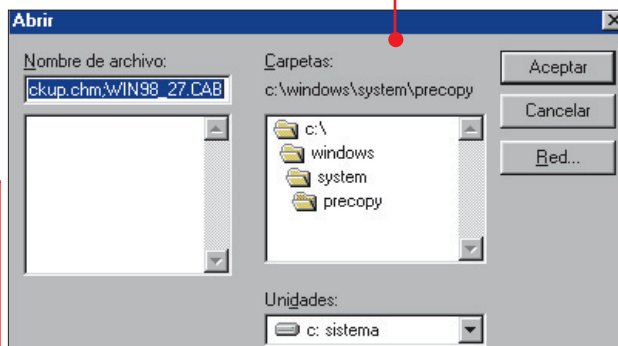 Abrir
Nombre de archivo:
ckup.chm;WIN98_27.CAB
Carpetas:
c:\windows\system\precopy
c:\
windows
system
precopy
Unidades:
c: sistema
Aceptar
Cancelar
Red...